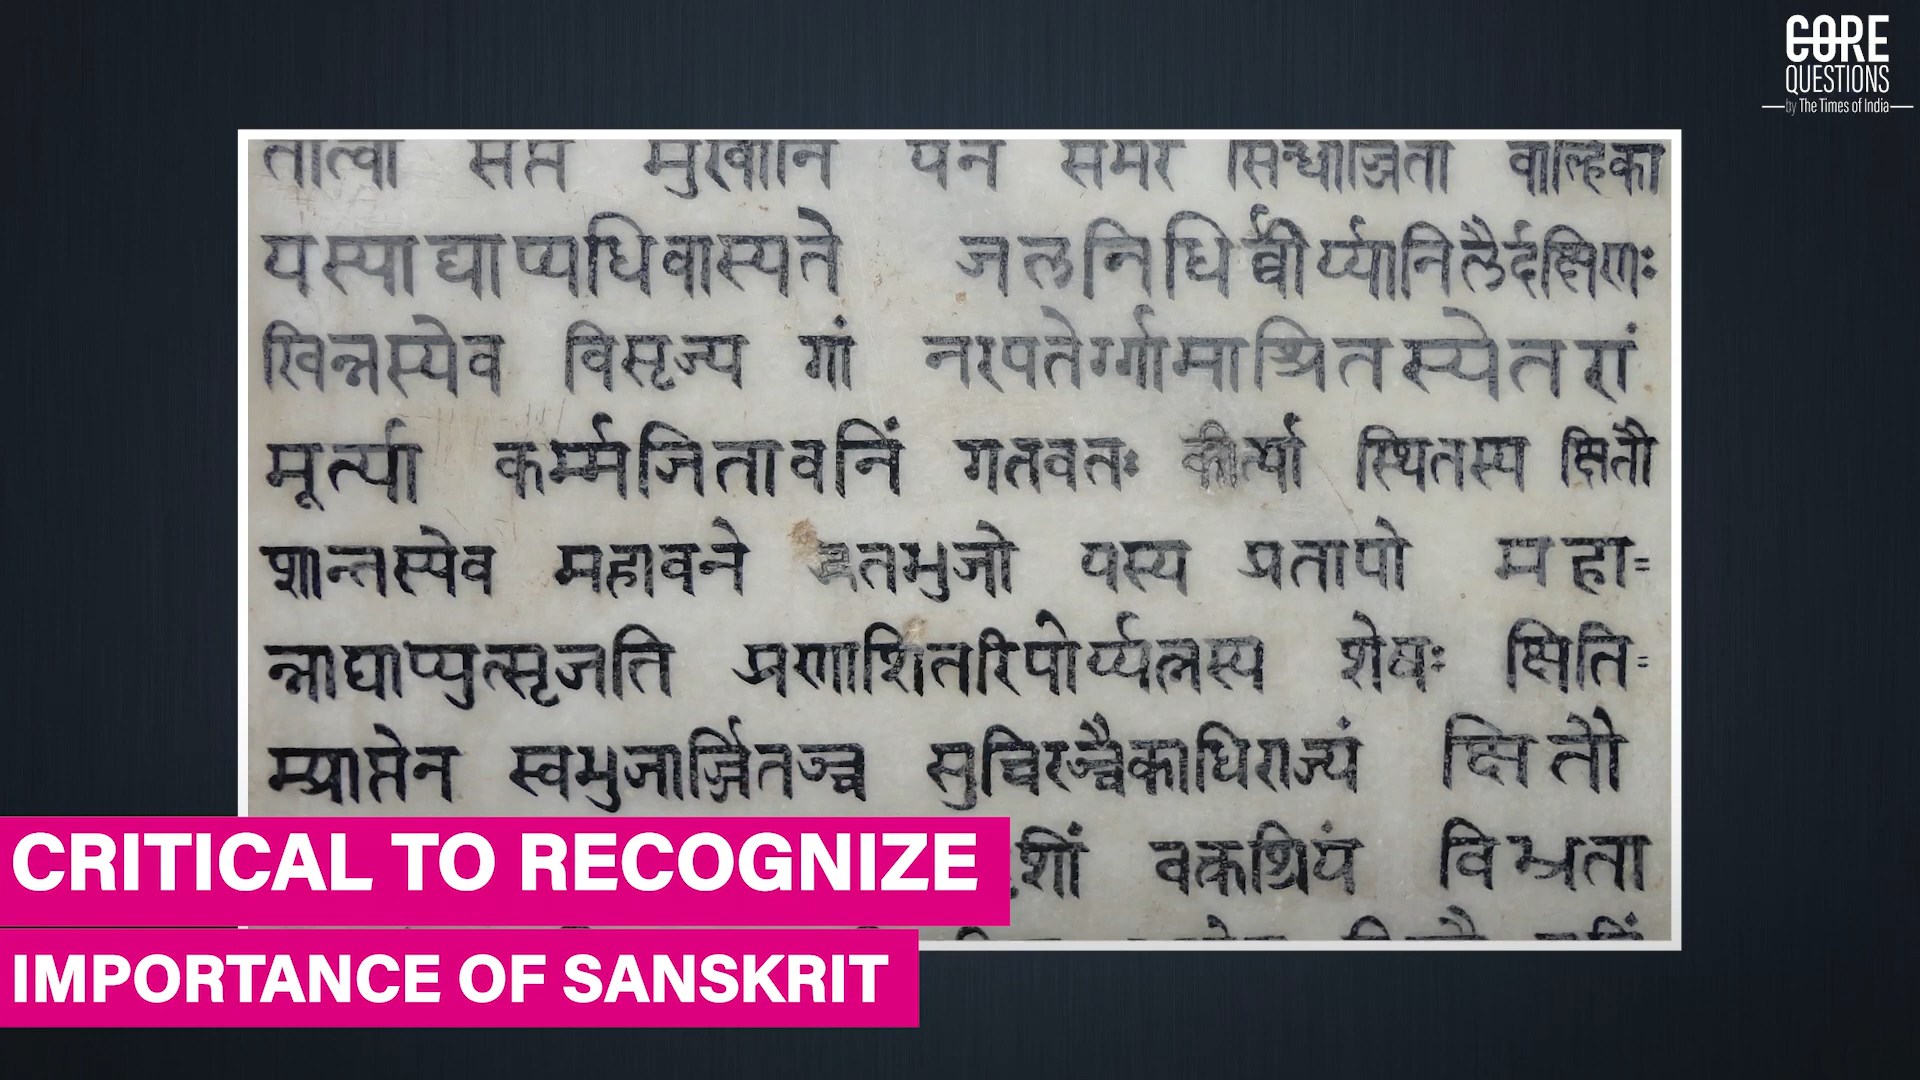 CORE
QUESTIONS
by The Times of India
तीर्त्वा सप्त मुखानि येन समरे सिन्धोर्ज्जिता वाल्हिका
यस्याद्याप्यधिवास्यते जलनिधिर्व्वीर्य्यानिलैर्दक्षिणः
खिन्नस्येव विसृज्य गां नरपतेर्ग्गामाश्रितस्येतरां
मूर्त्या कर्म्मजितावनिं गतवतः कीर्त्या स्थितस्य क्षितौ
शान्तस्येव महावने हुतभुजो यस्य प्रतापो महा=
न्नाद्याप्युत्सृजति प्रणाशितरिपोर्य्यत्नस्य शेषः क्षिति=
म्प्राप्तेन स्वभुजार्ज्जितञ्च सुचिरञ्चैकाधिराज्यं क्षितौ
वक्त्रश्रियं विभ्रता
CRITICAL TO RECOGNIZE
IMPORTANCE OF SANSKRIT